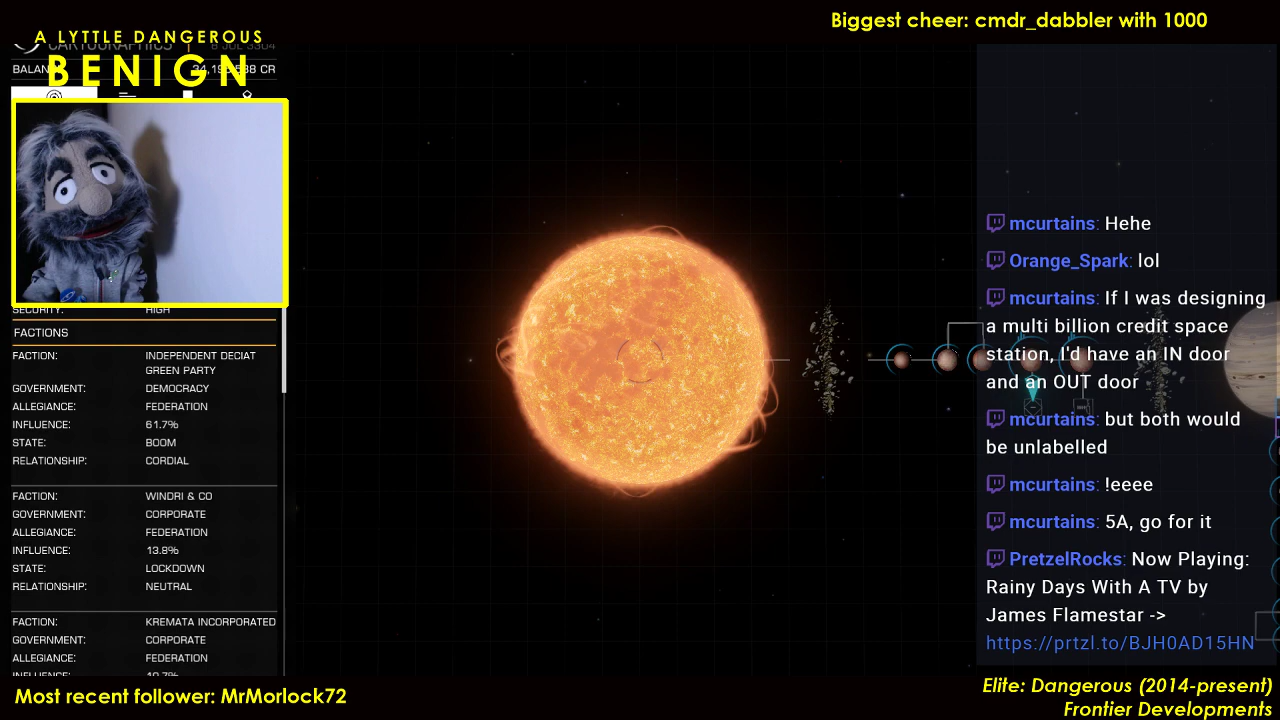 A LYTTLE DANGEROUS
BENIGN
Biggest cheer: cmdr_dabbler with 1000
CARTOGRAPHICS
BALAN
SECURITY: HIGH
FACTIONS
FACTION: INDEPENDENT DECIAT
GREEN PARTY
GOVERNMENT: DEMOCRACY
ALLEGIANCE: FEDERATION
INFLUENCE: 61.7%
STATE: BOOM
RELATIONSHIP: CORDIAL
FACTION: WINDRI & CO
GOVERNMENT: CORPORATE
ALLEGIANCE: FEDERATION
INFLUENCE: 13.8%
STATE: LOCKDOWN
RELATIONSHIP: NEUTRAL
FACTION: KREMATA INCORPORATED
GOVERNMENT: CORPORATE
ALLEGIANCE: FEDERATION
mcurtains: Hehe
Orange_Spark: lol
mcurtains: If I was designing
a multi billion credit space
station, I'd have an IN door
and an OUT door
mcurtains: but both would
be unlabelled
mcurtains: !eeee
mcurtains: 5A, go for it
PretzelRocks: Now Playing:
Rainy Days With A TV by
James Flamestar ->
https://prtzl.to/BJH0AD15HN
Most recent follower: MrMorlock72
Elite: Dangerous (2014-present)
Frontier Developments